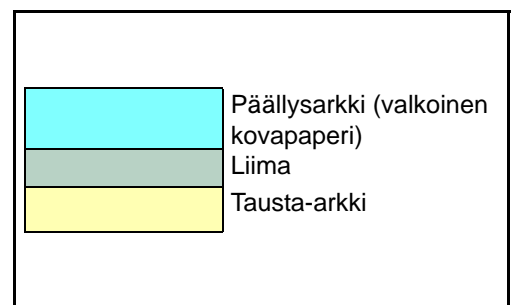 Päällysarkki (valkoinen
kovapaperi)
Liima
Tausta-arkki